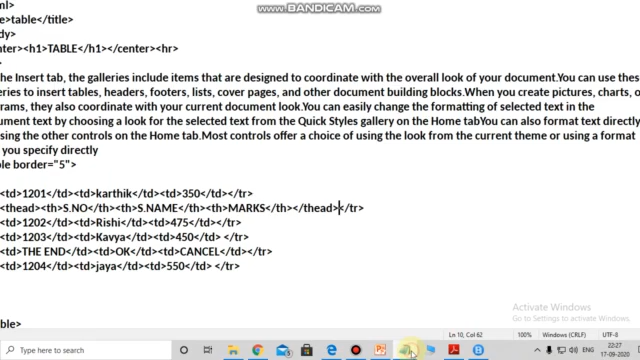 www.BANDICAM.com
ml>
e>table</title>
dy>
nter><h1>TABLE</h1></center><hr>
>
he Insert tab, the galleries include items that are designed to coordinate with the overall look of your document.You can use thes
eries to insert tables, headers, footers, lists, cover pages, and other document building blocks.When you create pictures, charts, o
rams, they also coordinate with your current document look.You can easily change the formatting of selected text in the
ument text by choosing a look for the selected text from the Quick Styles gallery on the Home tabYou can also format text directly
sing the other controls on the Home tab.Most controls offer a choice of using the look from the current theme or using a format
you specify directly
ble border="5">
<td>1201</td><td>karthik</td><td>350</td></tr>
<thead><th>S.NO</th><th>S.NAME</th><th>MARKS</th></thead></tr>
<td>1202</td><td>Rishi</td><td>475</td></tr>
<td>1203</td><td>Kavya</td><td>450</td> </tr>
<td>THE END</td><td>OK</td><td>CANCEL</td></tr>
<td>1204</td><td>jaya</td><td>550</td> </tr>
ble>
Activate Windows
Go to Settings to activate Windows.
Ln 10, Col 62 100% Windows (CRLF) UTF-8
Type here to search
22:27
17-09-2020